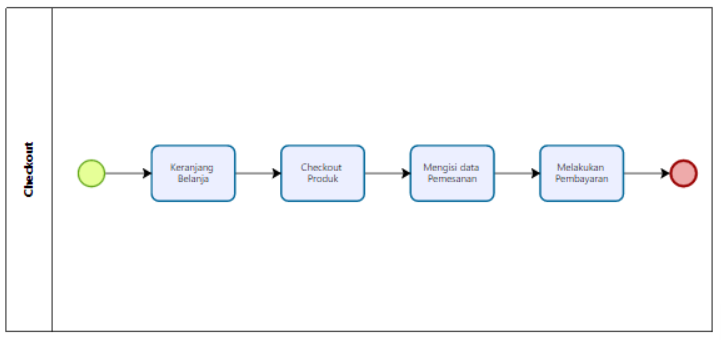 Checkout
Keranjang
Belanja
Checkout
Produk
Mengisi data
Pemesanan
Melakukan
Pembayaran